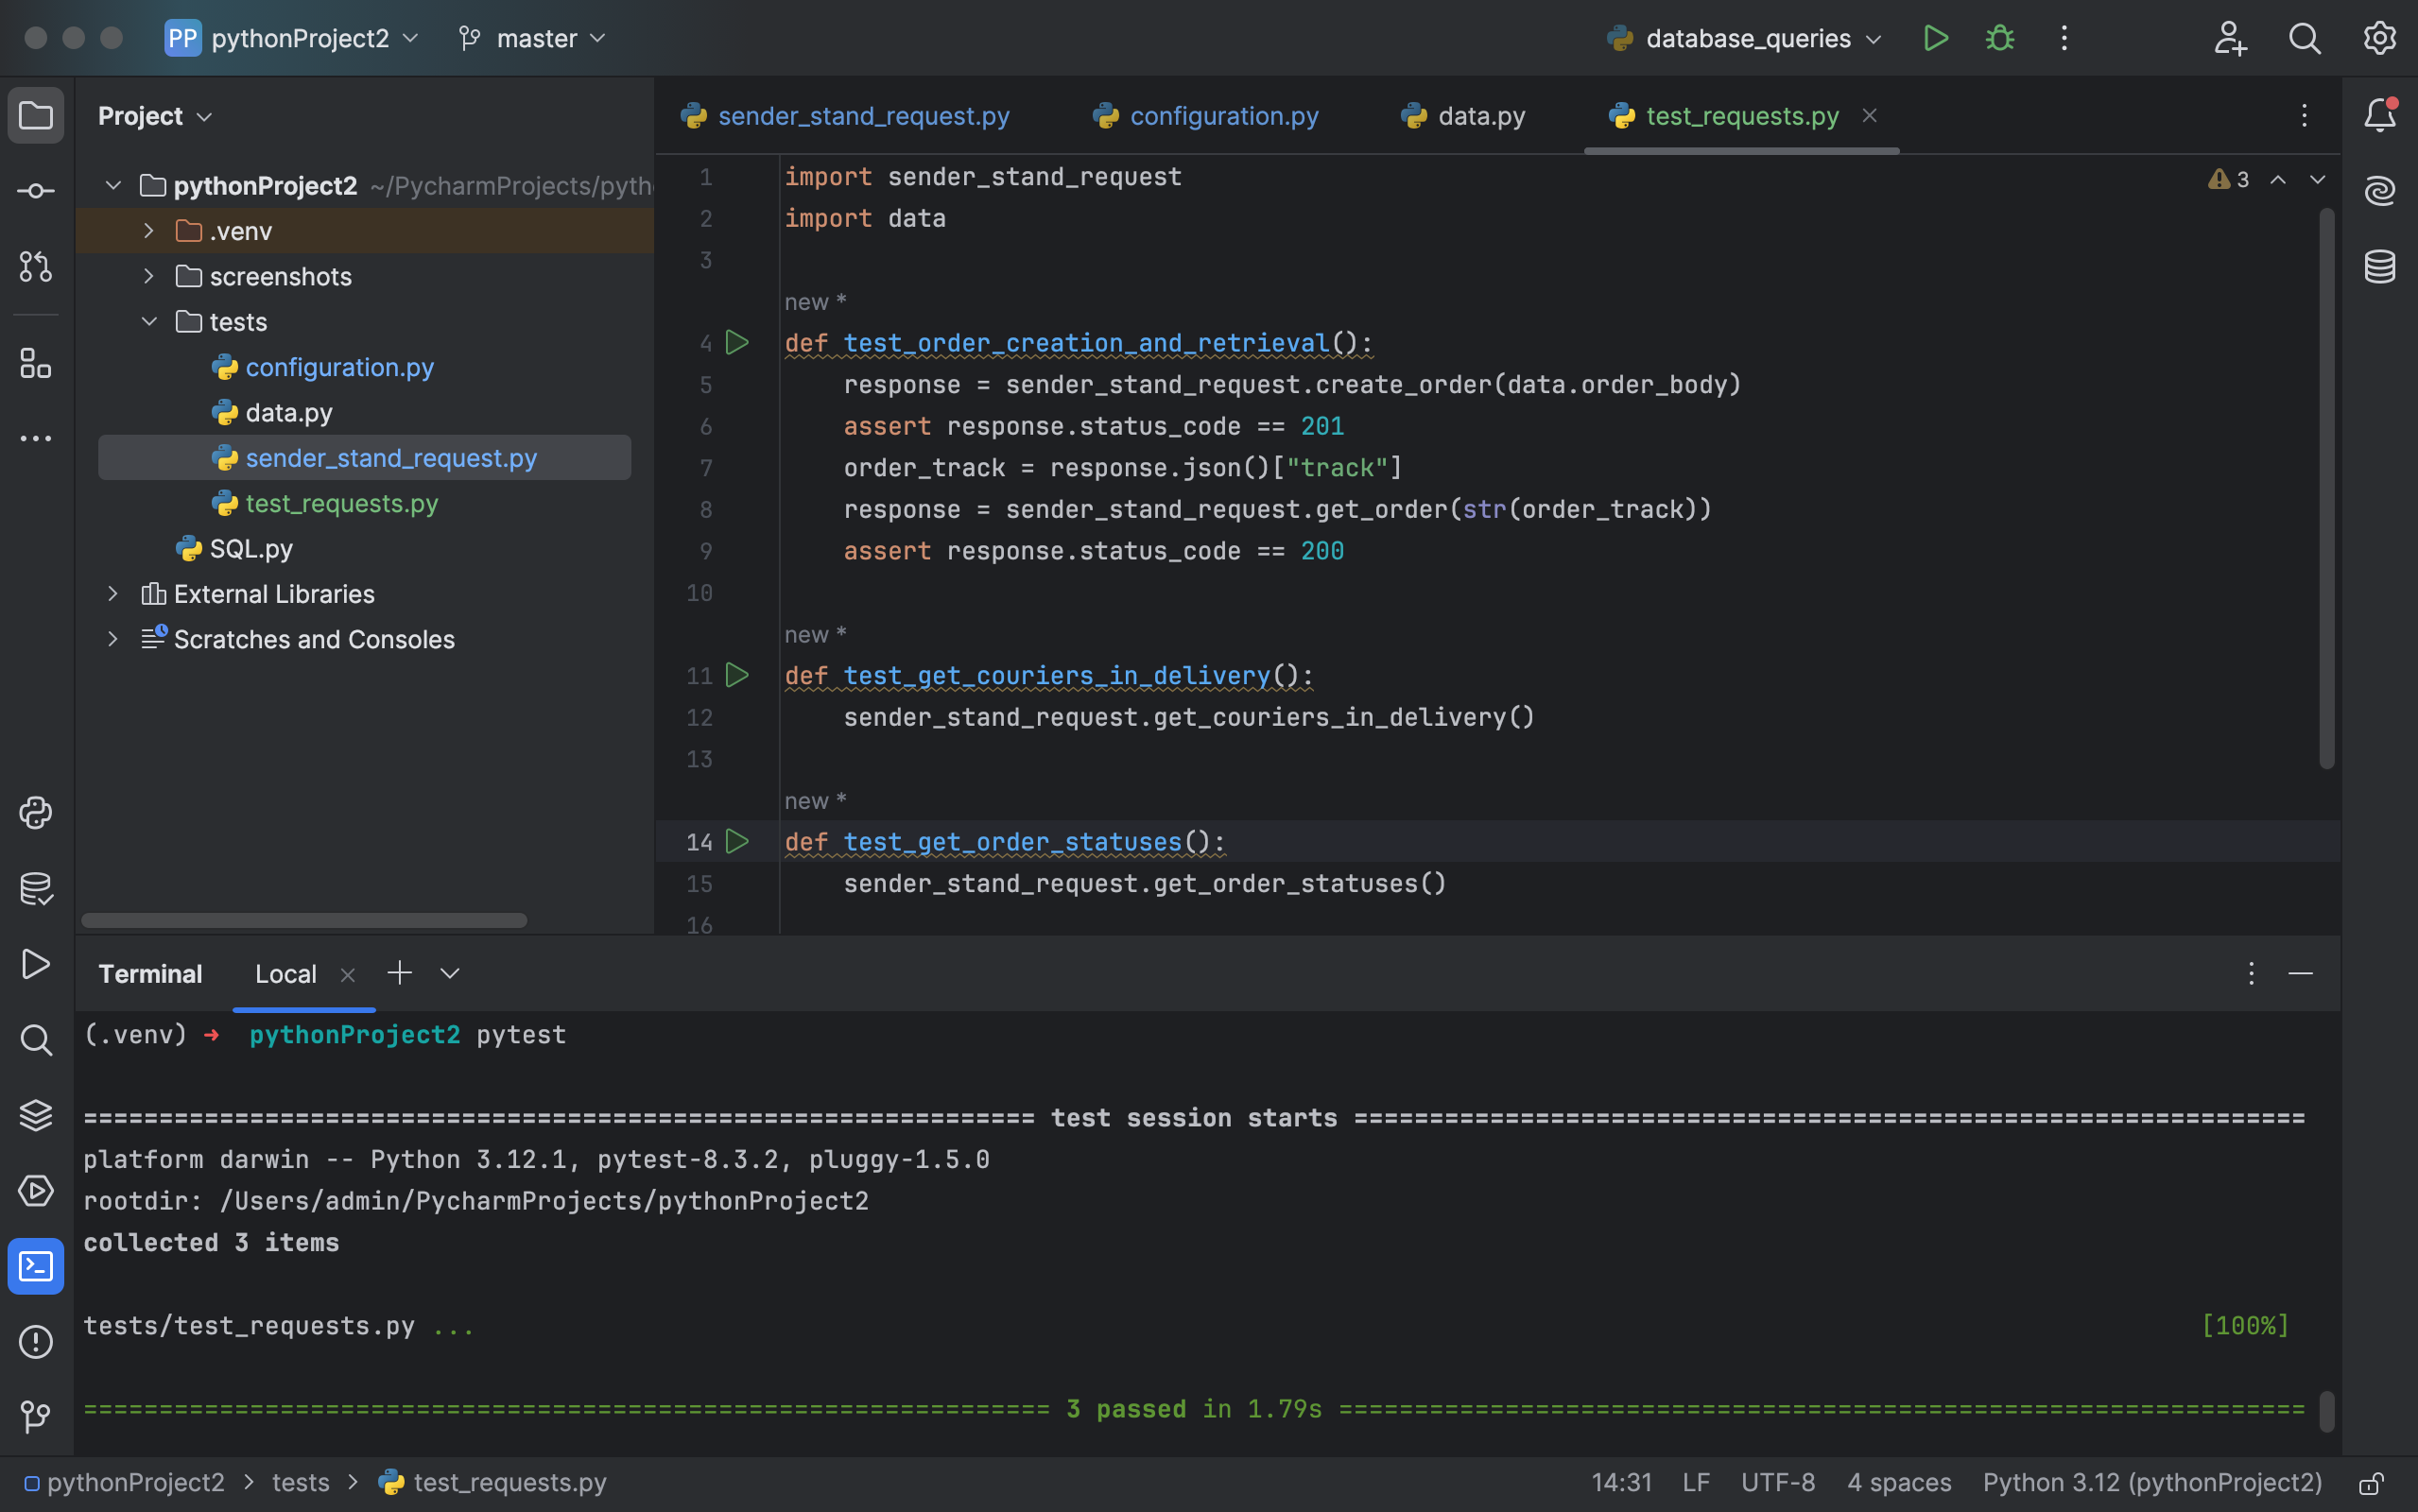 PP pythonProject2 master database_queries
Project
pythonProject2 ~/PycharmProjects/pyth
.venv
screenshots
tests
configuration.py
data.py
sender_stand_request.py
test_requests.py
SQL.py
External Libraries
Scratches and Consoles
sender_stand_request.py configuration.py data.py test_requests.py
3
1 import sender_stand_request
2 import data
3
new *
4 def test_order_creation_and_retrieval():
5 response = sender_stand_request.create_order(data.order_body)
6 assert response.status_code == 201
7 order_track = response.json()["track"]
8 response = sender_stand_request.get_order(str(order_track))
9 assert response.status_code == 200
10
new *
11 def test_get_couriers_in_delivery():
12 sender_stand_request.get_couriers_in_delivery()
13
new *
14 def test_get_order_statuses():
15 sender_stand_request.get_order_statuses()
16
Terminal Local
(.venv) ➜ pythonProject2 pytest
=============================================================== test session starts ===============================================================
platform darwin -- Python 3.12.1, pytest-8.3.2, pluggy-1.5.0
rootdir: /Users/admin/PycharmProjects/pythonProject2
collected 3 items
tests/test_requests.py ... [100%]
================================================================ 3 passed in 1.79s ================================================================
pythonProject2 > tests > test_requests.py 14:31 LF UTF-8 4 spaces Python 3.12 (pythonProject2)